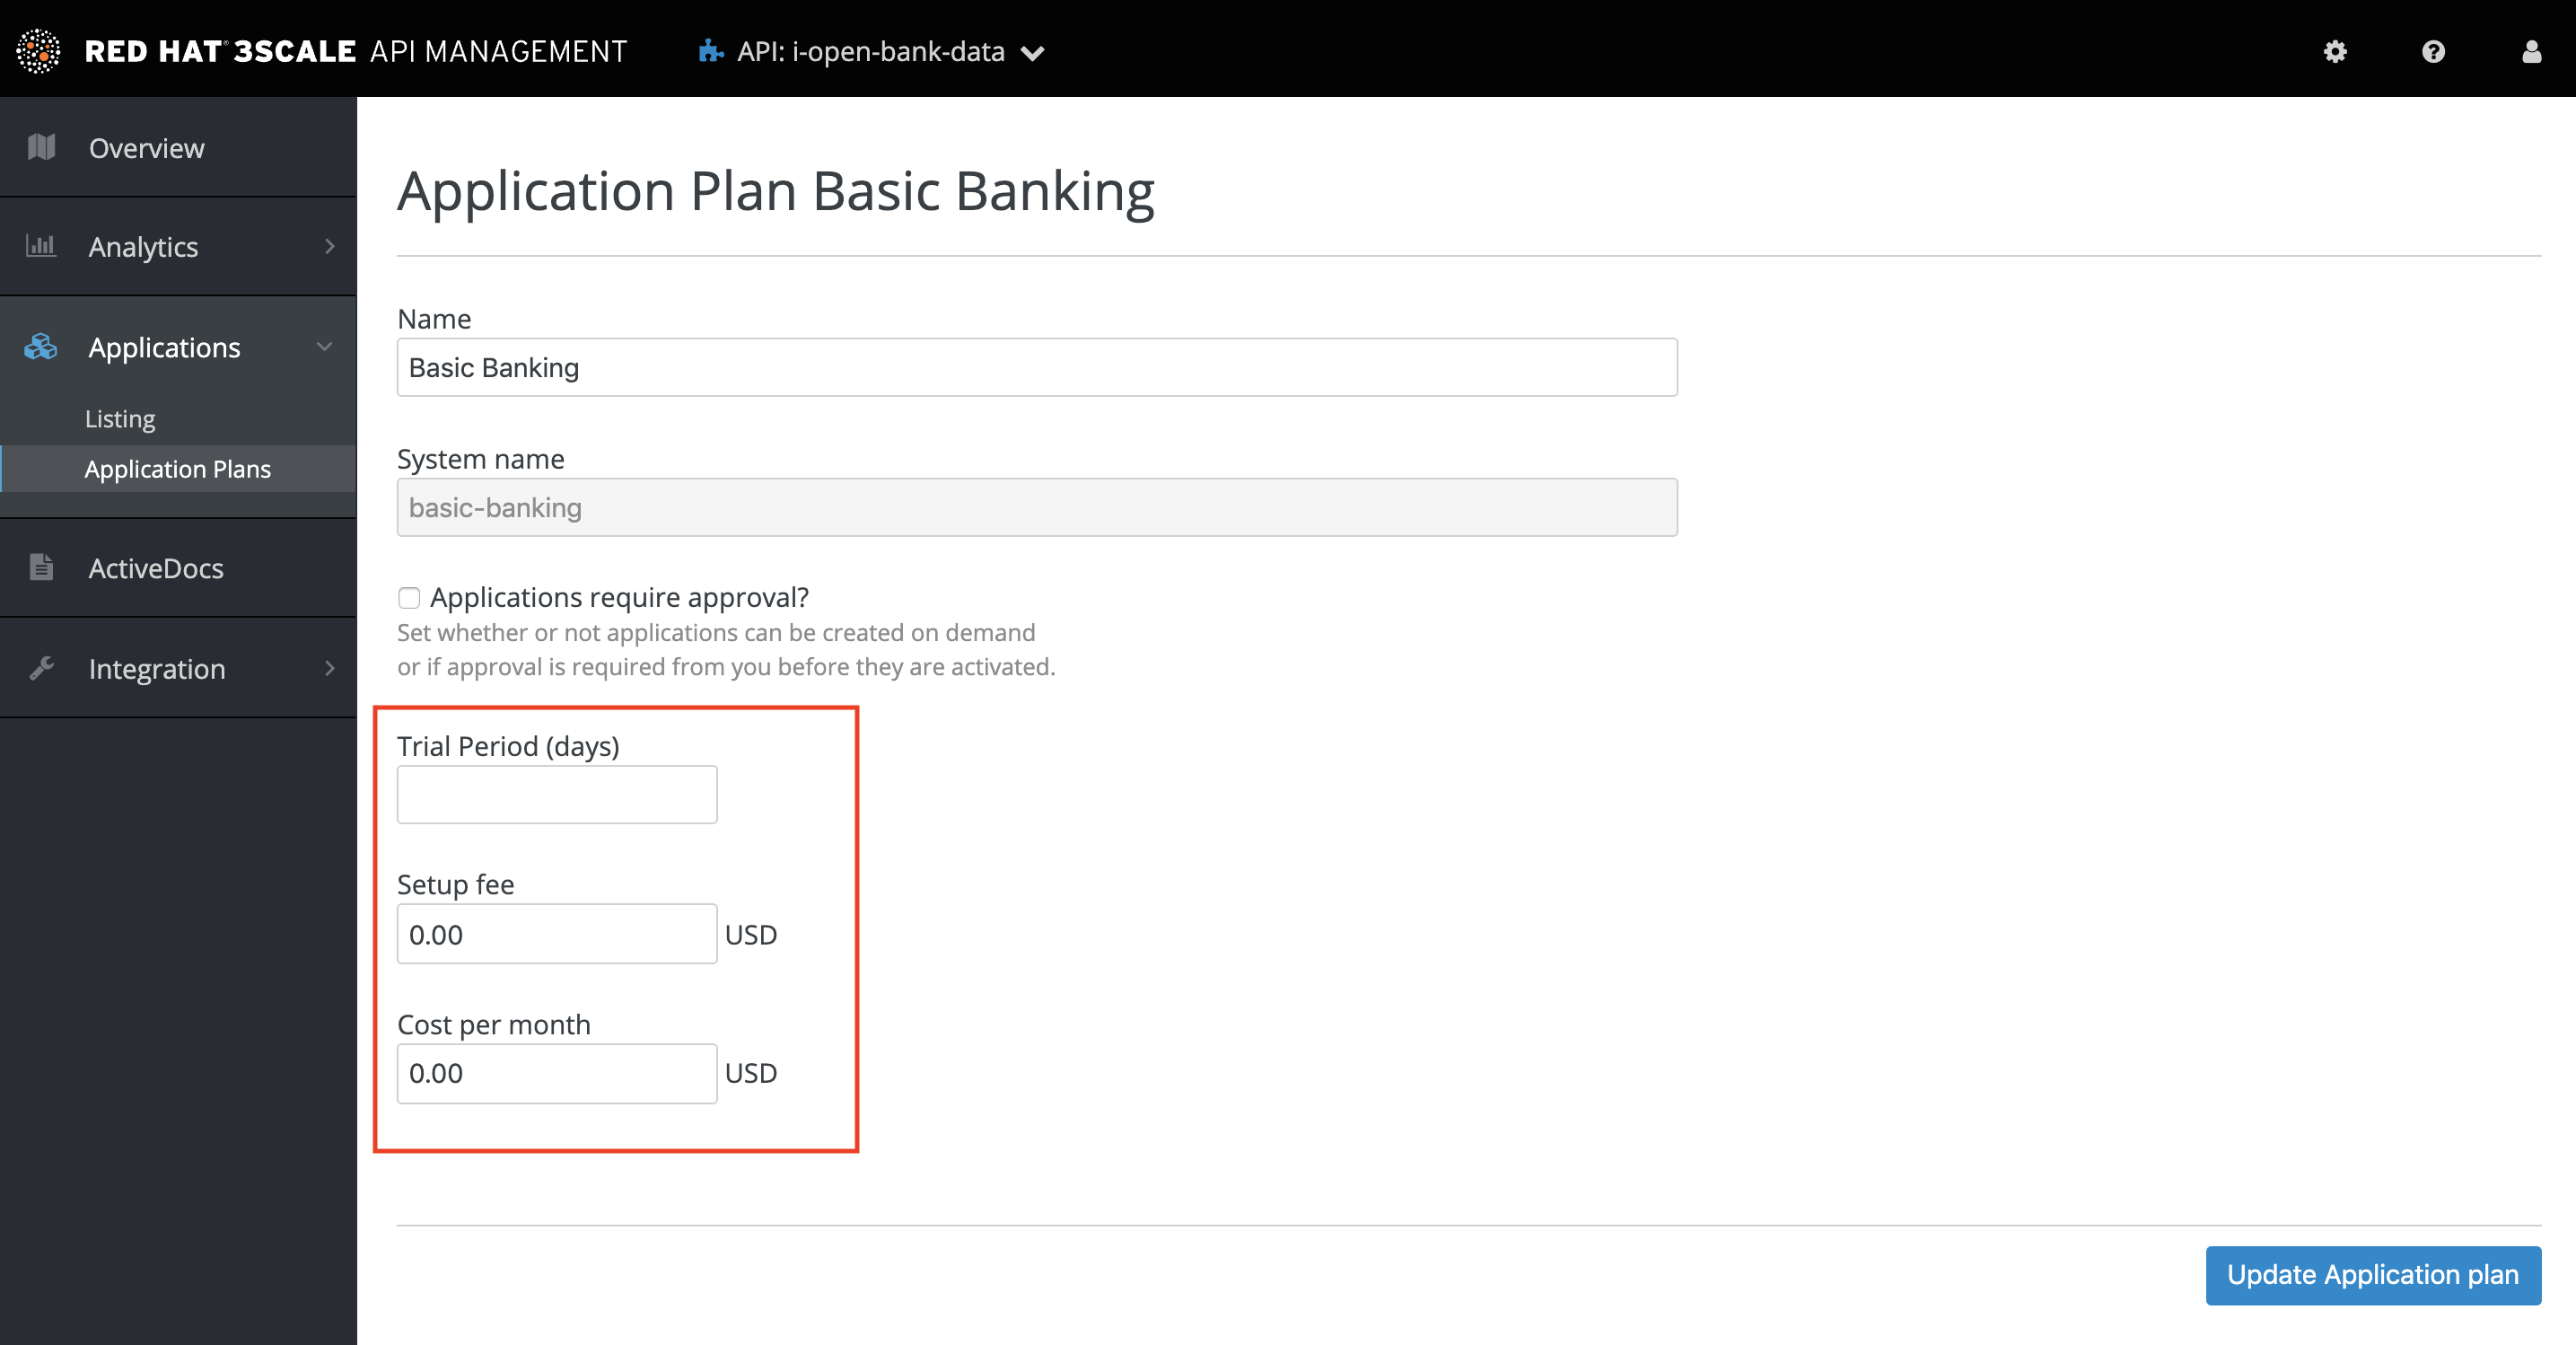 RED HAT® 3SCALE API MANAGEMENT
API: i-open-bank-data
Overview
Analytics
Applications
Listing
Application Plans
ActiveDocs
Integration
Application Plan Basic Banking
Name
Basic Banking
System name
basic-banking
Applications require approval?
Set whether or not applications can be created on demand
or if approval is required from you before they are activated.
Trial Period (days)
Setup fee
0.00 USD
Cost per month
0.00 USD
Update Application plan